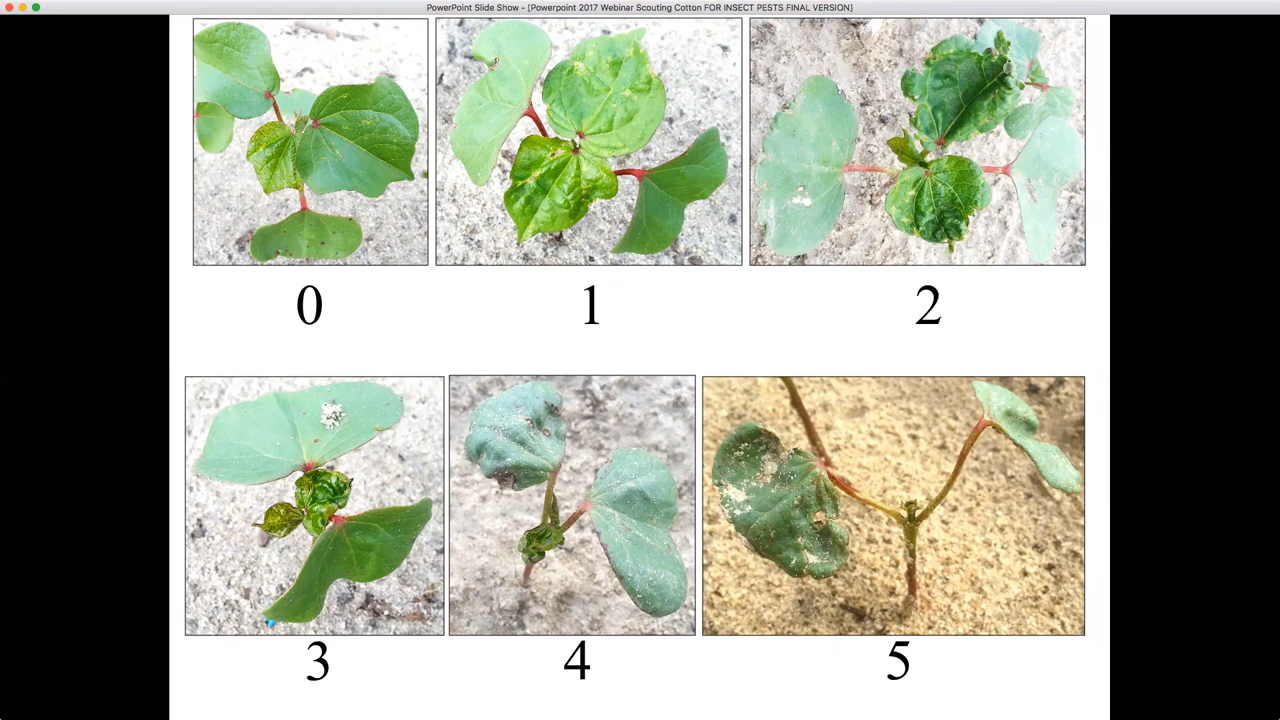 PowerPoint Slide Show - [Powerpoint 2017 Webinar Scouting Cotton FOR INSECT PESTS FINAL VERSION]
0 1 2
3 4 5